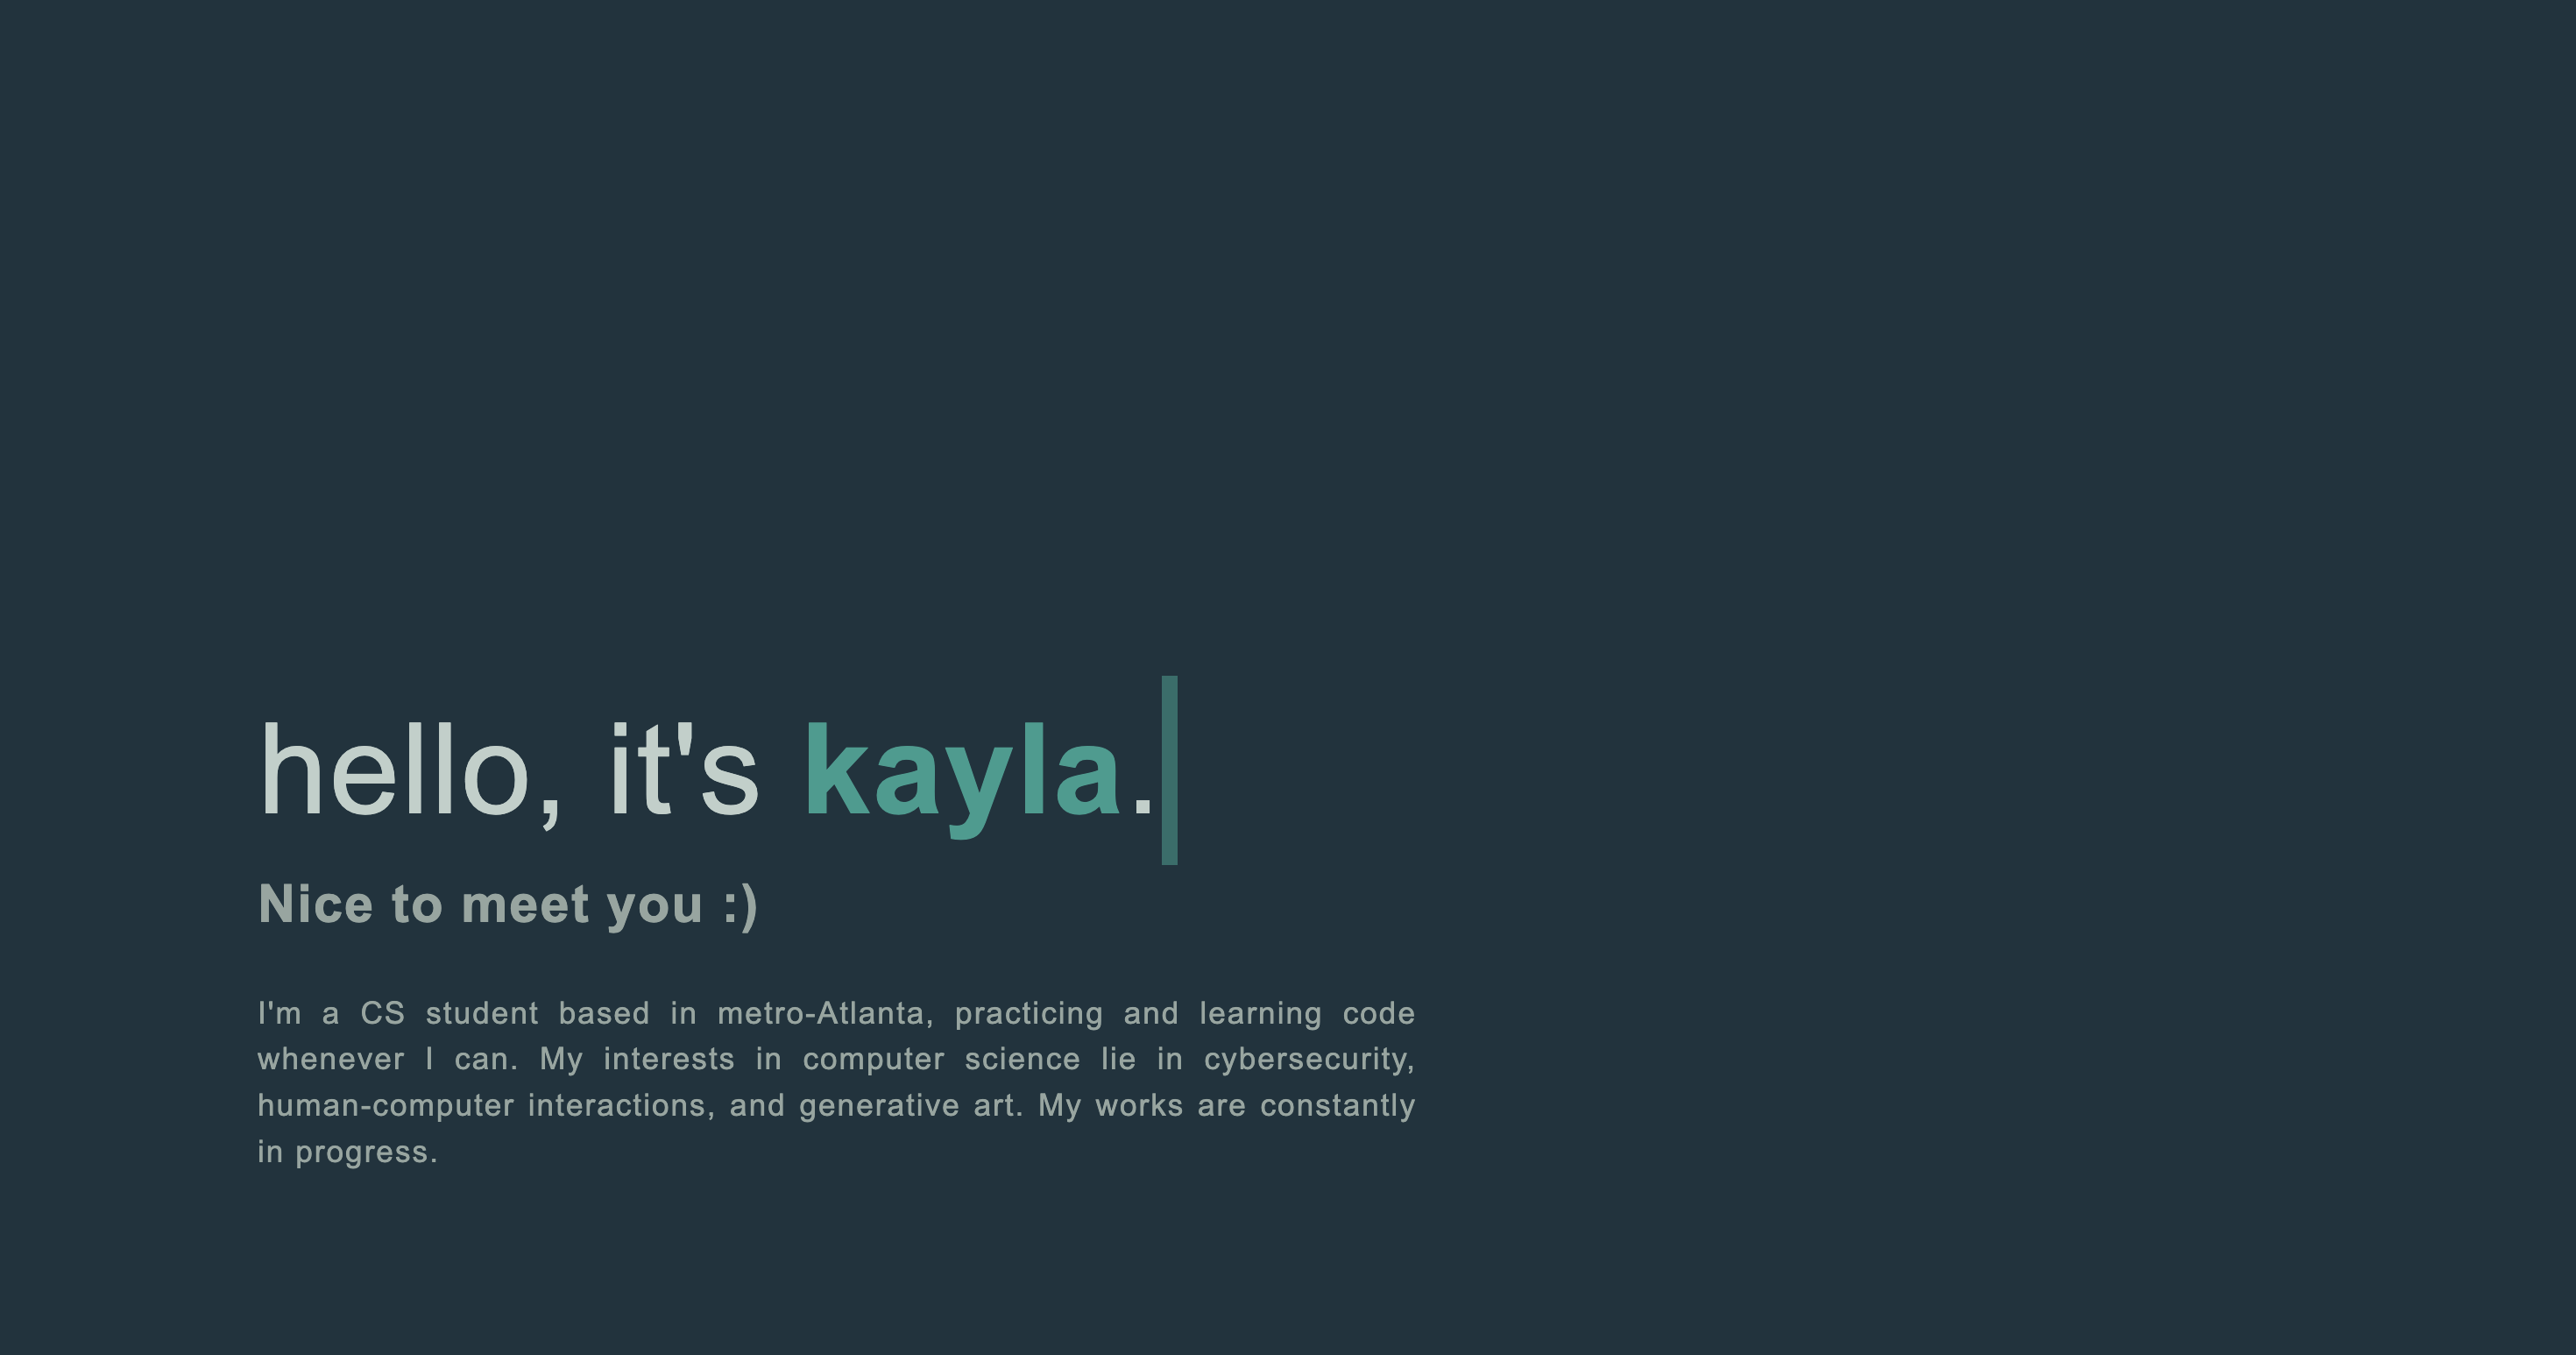 hello, it's kayla.
Nice to meet you :)
I'm a CS student based in metro-Atlanta, practicing and learning code
whenever I can. My interests in computer science lie in cybersecurity,
human-computer interactions, and generative art. My works are constantly
in progress.